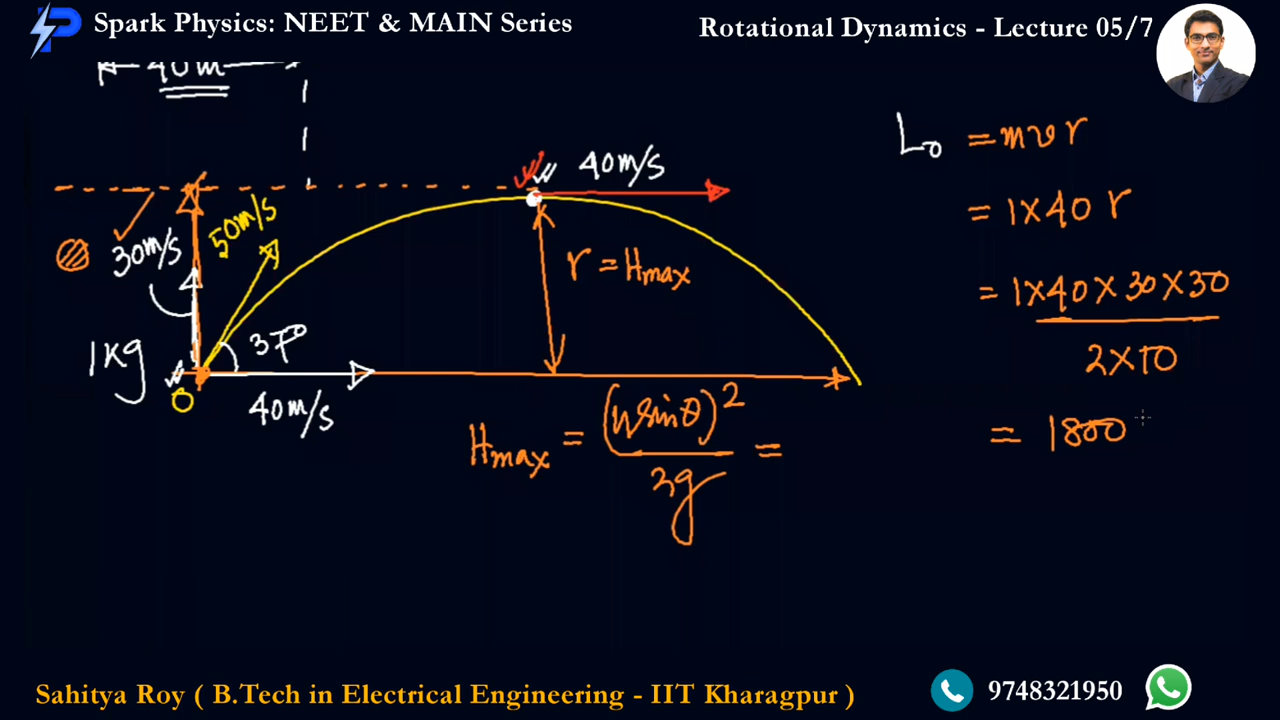 Spark Physics: NEET & MAIN Series
Rotational Dynamics - Lecture 05/7
40m
40m/s
50m/s
30m/s
r = Hmax
37°
1kg
O
40m/s
Hmax = (usinθ)² / 2g =
L₀ = mvr
= 1×40 r
= 1×40×30×30 / 2×10
= 1800
Sahitya Roy ( B.Tech in Electrical Engineering - IIT Kharagpur )
9748321950